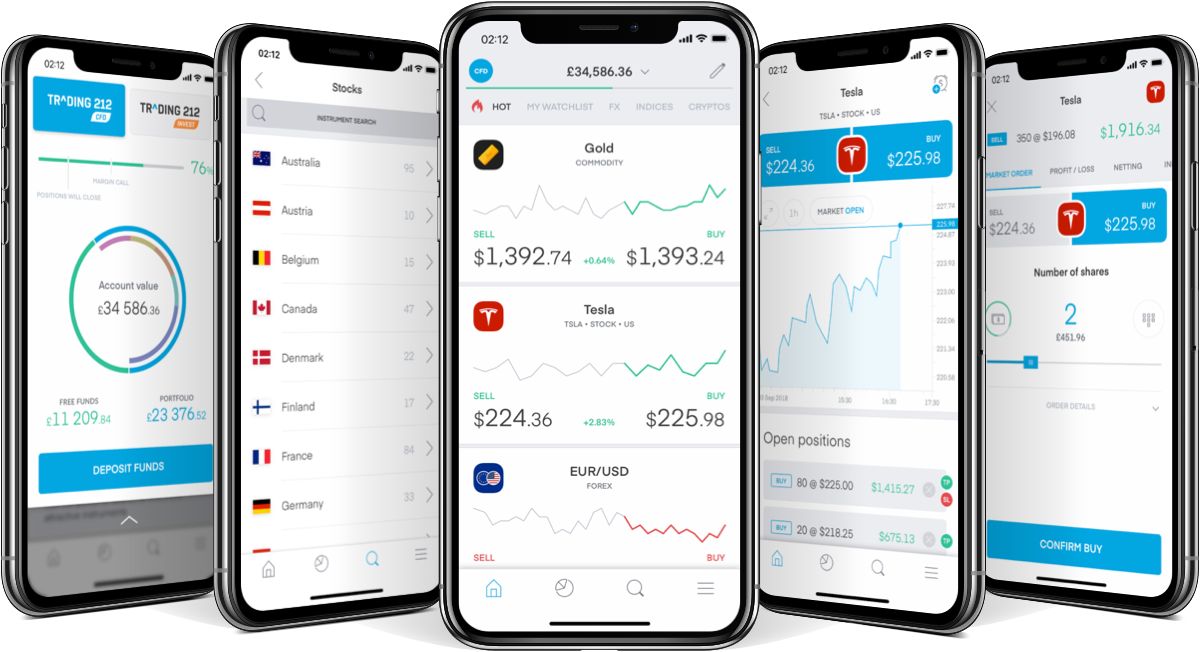 02:12
TRADING 212
CFD
TRADING 212
INVEST
76%
MARGIN CALL
POSITIONS WILL CLOSE
Account value
£34 586.36
FREE FUNDS
£11 209.84
PORTFOLIO
£23 376.52
DEPOSIT FUNDS
02:12
Stocks
INSTRUMENT SEARCH
Australia 95
Austria 10
Belgium 15
Canada 47
Denmark 22
Finland 17
France 84
Germany 33
02:12
CFD £34,586.36
HOT MY WATCHLIST FX INDICES CRYPTOS
Gold
COMMODITY
SELL BUY
$1,392.74 +0.64% $1,393.24
Tesla
TSLA • STOCK • US
SELL BUY
$224.36 +2.83% $225.98
EUR/USD
FOREX
SELL BUY
02:12
Tesla
TSLA • STOCK • US
SELL BUY
$224.36 $225.98
1h MARKET OPEN
227.74
225.98
224.87
223.93
223.00
222.06
221.34
220.58
Sep 2018 15:30 16:30 17:30
Open positions
BUY 80 @ $225.00 $1,415.27 TP
SL
BUY 20 @ $218.25 $675.13 TP
02:12
Tesla
SELL 350 @ $196.08 $1,916.34
MARKET ORDER PROFIT / LOSS NETTING IN
SELL BUY
$224.36 $225.98
Number of shares
2
£451.96
ORDER DETAILS
CONFIRM BUY